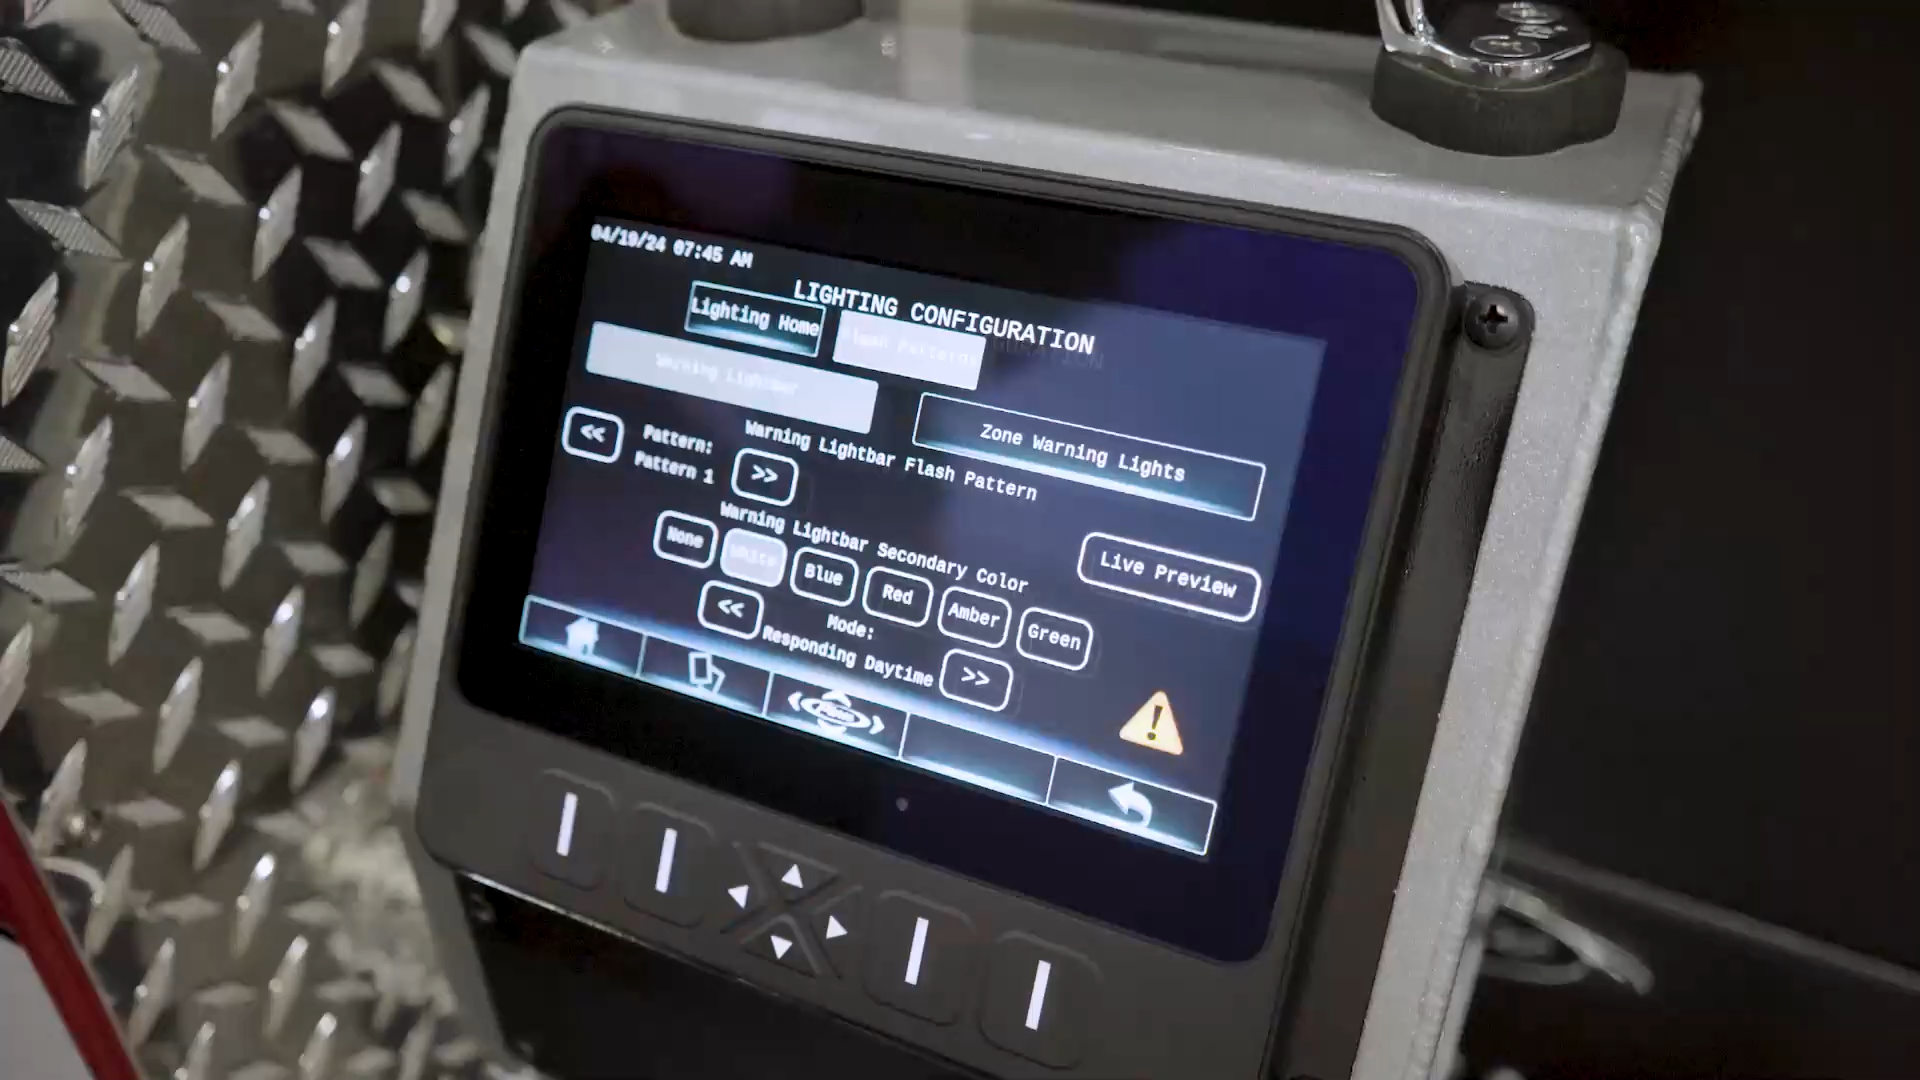 04/19/24 07:45 AM
LIGHTING CONFIGURATION
Lighting Home
Flash Patterns
Warning Lightbar
Zone Warning Lights
Warning Lightbar Flash Pattern
<<
Pattern:
Pattern 1
>>
Warning Lightbar Secondary Color
None
White
Blue
Red
Amber
Green
Live Preview
<<
Mode:
Responding Daytime
>>